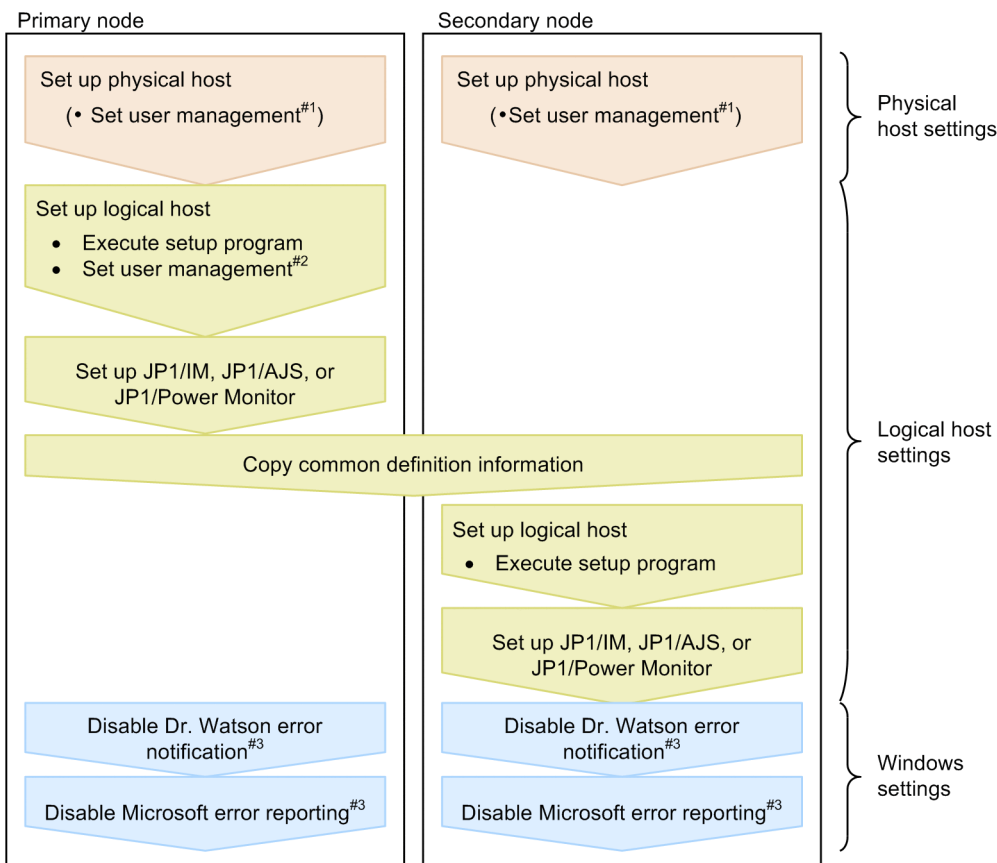 Primary node
Secondary node
Set up physical host
(• Set user management#1)
Set up physical host
(•Set user management#1)
Physical
host settings
Set up logical host
• Execute setup program
• Set user management#2
Set up JP1/IM, JP1/AJS, or
JP1/Power Monitor
Copy common definition information
Logical host
settings
Set up logical host
• Execute setup program
Set up JP1/IM, JP1/AJS, or
JP1/Power Monitor
Disable Dr. Watson error
notification#3
Disable Dr. Watson error
notification#3
Disable Microsoft error reporting#3
Disable Microsoft error reporting#3
Windows
settings